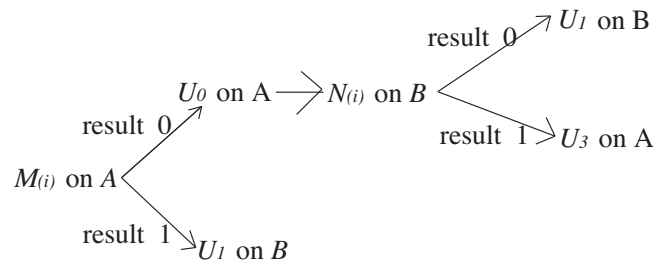 U₁ on B
result 0
U₀ on A
N₍ᵢ₎ on B
result 0
result 1
U₃ on A
M₍ᵢ₎ on A
result 1
U₁ on B